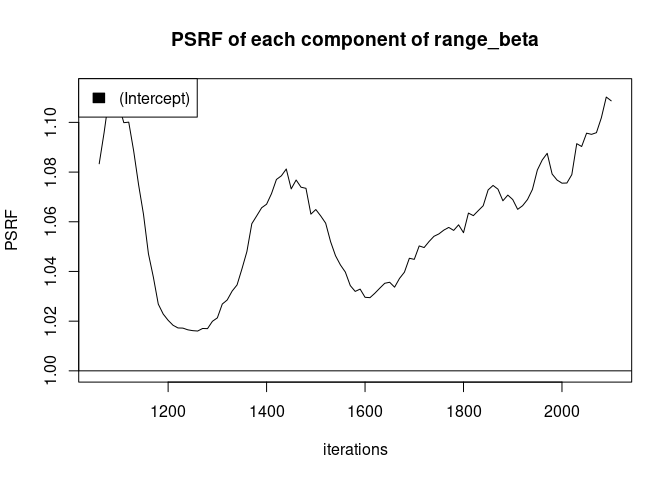 PSRF of each component of range_beta
(Intercept)
PSRF
1.10
1.08
1.06
1.04
1.02
1.00
1200 1400 1600 1800 2000
iterations